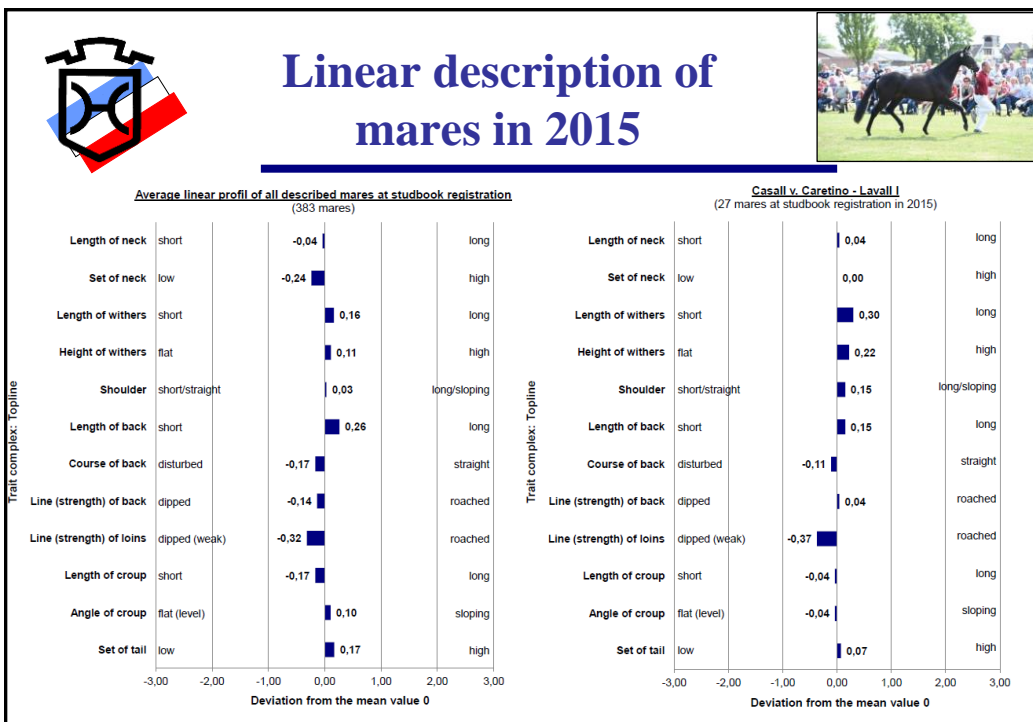 Linear description of
mares in 2015
Average linear profil of all described mares at studbook registration
(383 mares)
Trait complex: Topline
Length of neck short -0,04 long
Set of neck low -0,24 high
Length of withers short 0,16 long
Height of withers flat 0,11 high
Shoulder short/straight 0,03 long/sloping
Length of back short 0,26 long
Course of back disturbed -0,17 straight
Line (strength) of back dipped -0,14 roached
Line (strength) of loins dipped (weak) -0,32 roached
Length of croup short -0,17 long
Angle of croup flat (level) 0,10 sloping
Set of tail low 0,17 high
-3,00 -2,00 -1,00 0,00 1,00 2,00 3,00
Deviation from the mean value 0
Casall v. Caretino - Lavall I
(27 mares at studbook registration in 2015)
Trait complex: Topline
Length of neck short 0,04 long
Set of neck low 0,00 high
Length of withers short 0,30 long
Height of withers flat 0,22 high
Shoulder short/straight 0,15 long/sloping
Length of back short 0,15 long
Course of back disturbed -0,11 straight
Line (strength) of back dipped 0,04 roached
Line (strength) of loins dipped (weak) -0,37 roached
Length of croup short -0,04 long
Angle of croup flat (level) -0,04 sloping
Set of tail low 0,07 high
-3,00 -2,00 -1,00 0,00 1,00 2,00 3,00
Deviation from the mean value 0